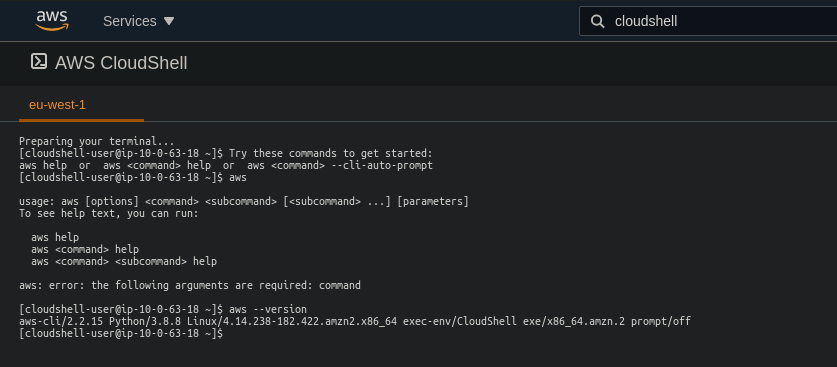 aws Services cloudshell
AWS CloudShell
eu-west-1
Preparing your terminal...
[cloudshell-user@ip-10-0-63-18 ~]$ Try these commands to get started:
aws help  or  aws <command> help  or  aws <command> --cli-auto-prompt
[cloudshell-user@ip-10-0-63-18 ~]$ aws

usage: aws [options] <command> <subcommand> [<subcommand> ...] [parameters]
To see help text, you can run:

  aws help
  aws <command> help
  aws <command> <subcommand> help

aws: error: the following arguments are required: command

[cloudshell-user@ip-10-0-63-18 ~]$ aws --version
aws-cli/2.2.15 Python/3.8.8 Linux/4.14.238-182.422.amzn2.x86_64 exec-env/CloudShell exe/x86_64.amzn.2 prompt/off
[cloudshell-user@ip-10-0-63-18 ~]$